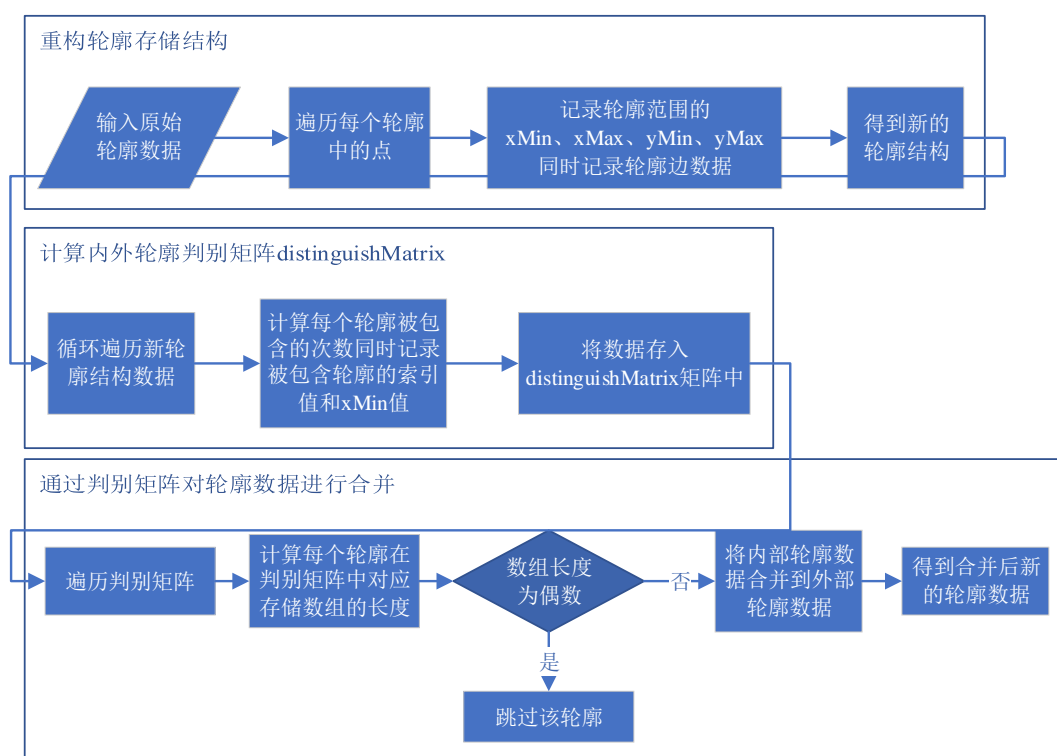 重构轮廓存储结构
输入原始
轮廓数据
遍历每个轮廓
中的点
记录轮廓范围的
xMin、xMax、yMin、yMax
同时记录轮廓边数据
得到新的
轮廓结构
计算内外轮廓判别矩阵distinguishMatrix
循环遍历新轮
廓结构数据
计算每个轮廓被包
含的次数同时记录
被包含轮廓的索引
值和xMin值
将数据存入
distinguishMatrix矩阵中
通过判别矩阵对轮廓数据进行合并
遍历判别矩阵
计算每个轮廓在
判别矩阵中对应
存储数组的长度
数组长度
为偶数
否
将内部轮廓数
据合并到外部
轮廓数据
得到合并后新
的轮廓数据
是
跳过该轮廓